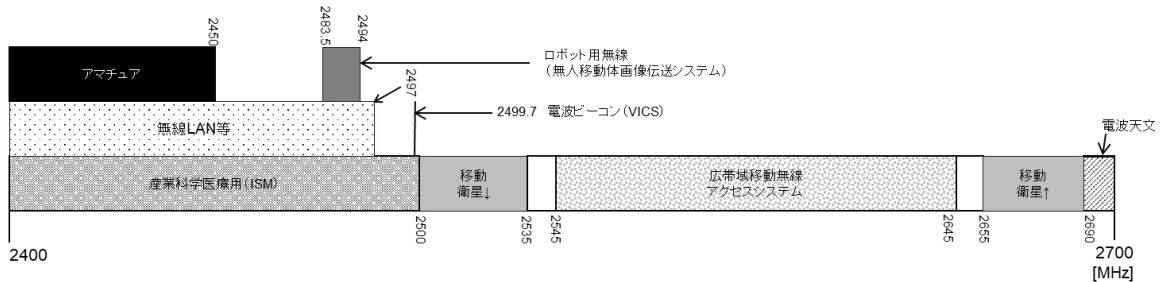 2450
2483.5
2494
アマチュア
ロボット用無線
（無人移動体画像伝送システム）
2497
2499.7 電波ビーコン（VICS）
無線LAN等
電波天文
産業科学医療用（ISM）
移動
衛星↓
広帯域移動無線
アクセスシステム
移動
衛星↑
2400
2500
2535
2545
2645
2655
2690
2700
[MHz]